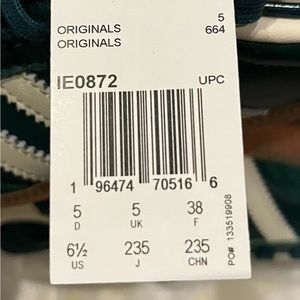 ORIGINALS 5
ORIGINALS 664
IE0872 UPC
1 96474 70516 6
5 5 38
D UK F
6½ 235 235
US J CHN
PO# 133519908